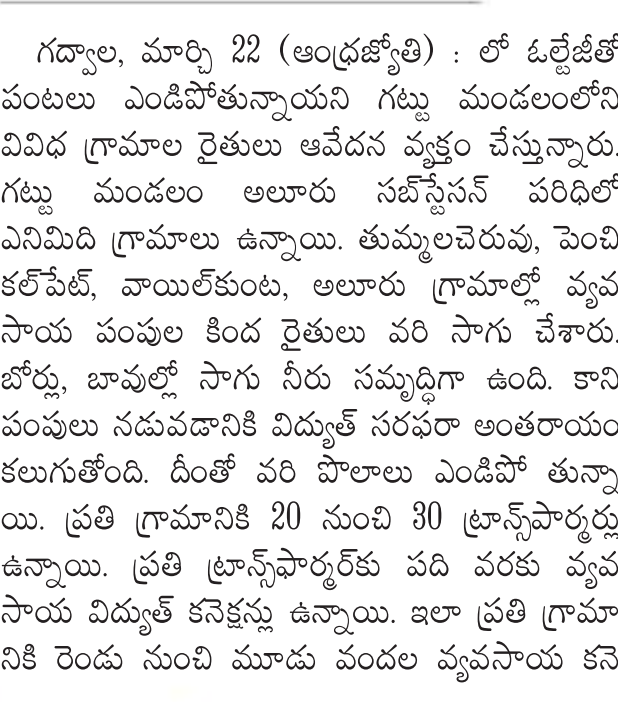 గద్వాల, మార్చి 22 (ఆంధ్రజ్యోతి) : లో ఓల్టేజీతో
పంటలు ఎండిపోతున్నాయని గట్టు మండలంలోని
వివిధ గ్రామాల రైతులు ఆవేదన వ్యక్తం చేస్తున్నారు.
గట్టు మండలం అలూరు సబ్‌స్టేసన్ పరిధిలో
ఎనిమిది గ్రామాలు ఉన్నాయి. తుమ్మలచెరువు, పెంచి
కల్‌పేట్, వాయిల్‌కుంట, అలూరు గ్రామాల్లో వ్యవ
సాయ పంపుల కింద రైతులు వరి సాగు చేశారు.
బోర్లు, బావుల్లో సాగు నీరు సమృద్ధిగా ఉంది. కాని
పంపులు నడువడానికి విద్యుత్ సరఫరా అంతరాయం
కలుగుతోంది. దీంతో వరి పొలాలు ఎండిపో తున్నా
యి. ప్రతి గ్రామానికి 20 నుంచి 30 ట్రాన్స్‌పార్మర్లు
ఉన్నాయి. ప్రతి ట్రాన్స్‌ఫార్మర్‌కు పది వరకు వ్యవ
సాయ విద్యుత్ కనెక్షన్లు ఉన్నాయి. ఇలా ప్రతి గ్రామా
నికి రెండు నుంచి మూడు వందల వ్యవసాయ కనె